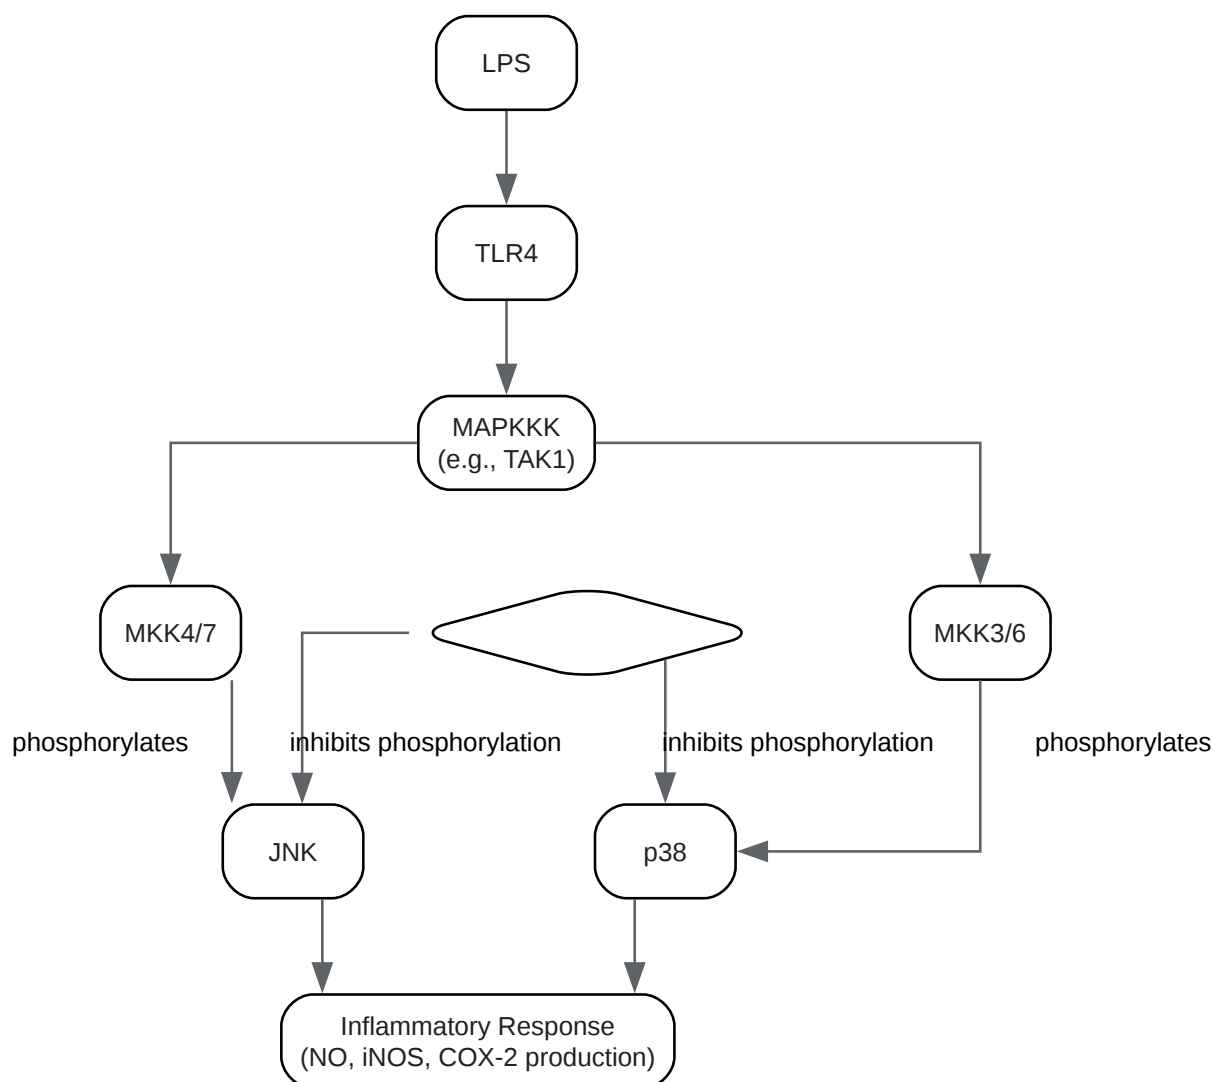 LPS
TLR4
MAPKKK
(e.g., TAK1)
MKK4/7
MKK3/6
phosphorylates
inhibits phosphorylation
inhibits phosphorylation
phosphorylates
JNK
p38
Inflammatory Response
(NO, iNOS, COX-2 production)